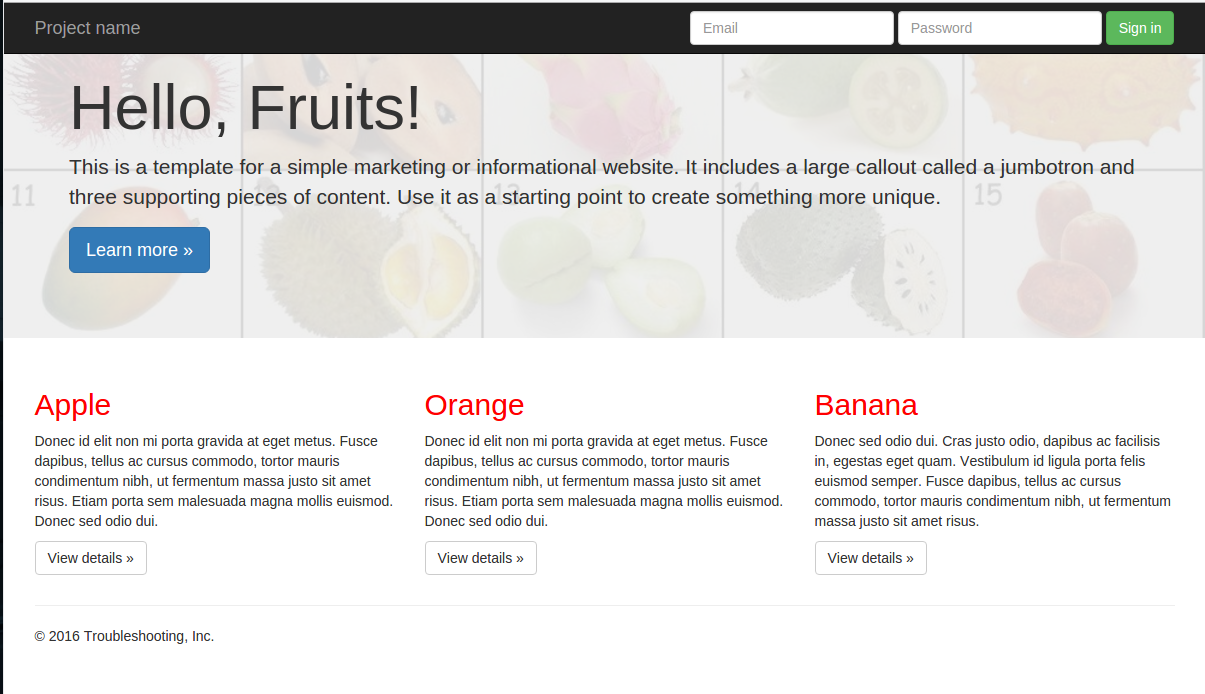 Project name
Email
Password
Sign in
Hello, Fruits!
This is a template for a simple marketing or informational website. It includes a large callout called a jumbotron and
three supporting pieces of content. Use it as a starting point to create something more unique.
11
12
13
14
15
Learn more »
Apple
Donec id elit non mi porta gravida at eget metus. Fusce
dapibus, tellus ac cursus commodo, tortor mauris
condimentum nibh, ut fermentum massa justo sit amet
risus. Etiam porta sem malesuada magna mollis euismod.
Donec sed odio dui.
View details »
Orange
Donec id elit non mi porta gravida at eget metus. Fusce
dapibus, tellus ac cursus commodo, tortor mauris
condimentum nibh, ut fermentum massa justo sit amet
risus. Etiam porta sem malesuada magna mollis euismod.
Donec sed odio dui.
View details »
Banana
Donec sed odio dui. Cras justo odio, dapibus ac facilisis
in, egestas eget quam. Vestibulum id ligula porta felis
euismod semper. Fusce dapibus, tellus ac cursus
commodo, tortor mauris condimentum nibh, ut fermentum
massa justo sit amet risus.
View details »
© 2016 Troubleshooting, Inc.